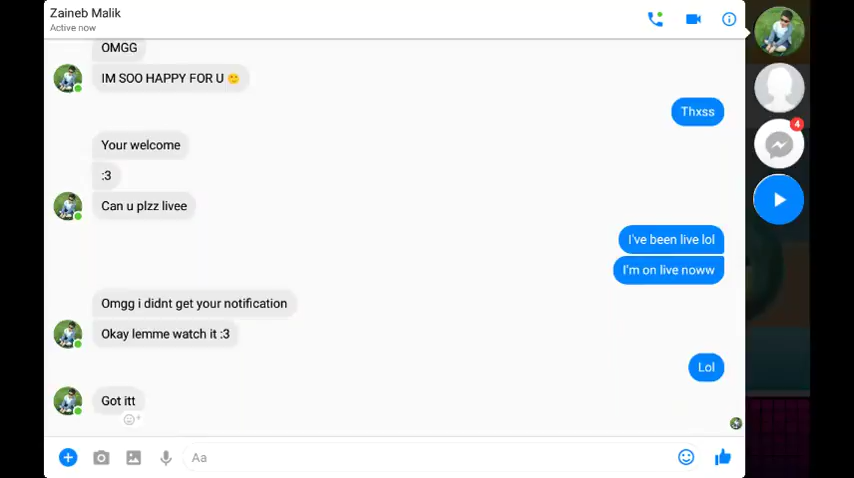 Zaineb Malik
Active now
OMGG
IM SOO HAPPY FOR U 😊
Thxss
Your welcome
:3
Can u plzz livee
I've been live lol
I'm on live noww
Omgg i didnt get your notification
Okay lemme watch it :3
Lol
Got itt
Aa
4